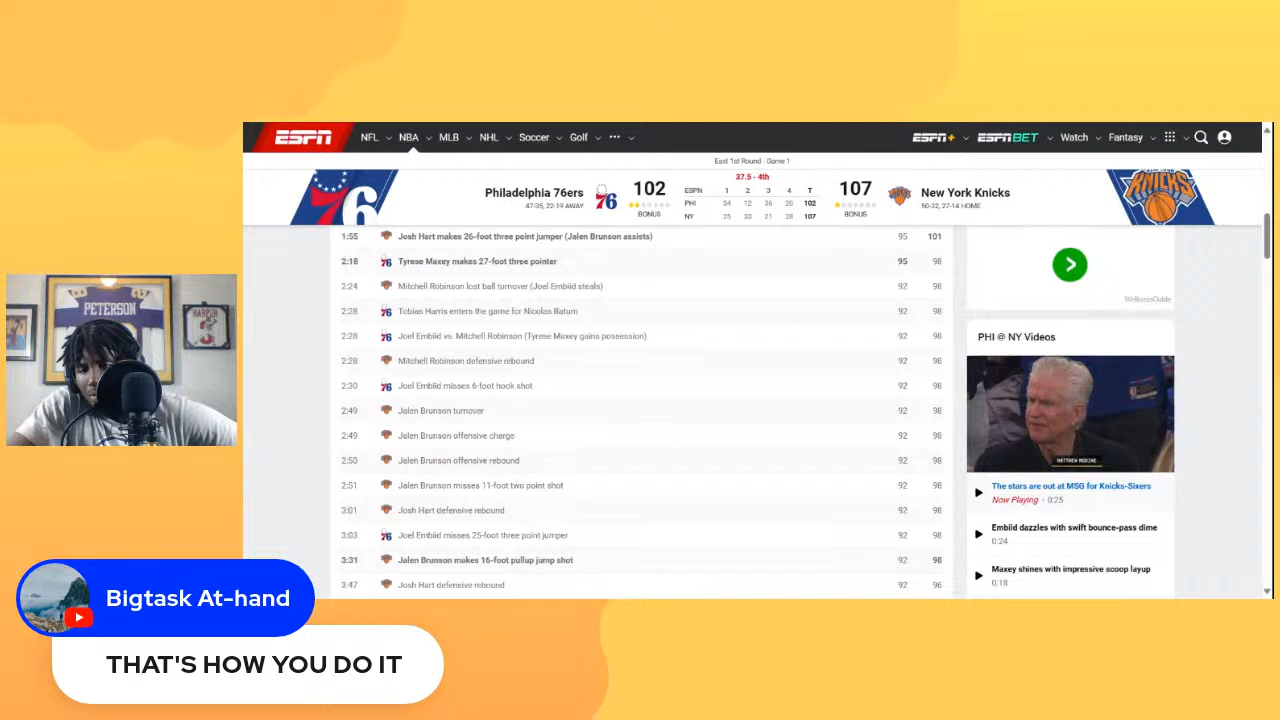 ESPN NFL NBA MLB NHL Soccer Golf ESPN+ ESPN BET Watch Fantasy
East 1st Round - Game 1
37.5 - 4th
Philadelphia 76ers
47-35, 22-19 AWAY
76
102
BONUS
ESPN 1 2 3 4 T
PHI 34 12 36 20 102
NY 25 33 21 28 107
107
BONUS
New York Knicks
50-32, 27-14 HOME
KNICKS
1:55 Josh Hart makes 26-foot three point jumper (Jalen Brunson assists) 95 101
2:18 Tyrese Maxey makes 27-foot three pointer 95 98
2:24 Mitchell Robinson lost ball turnover (Joel Embiid steals) 92 98
2:28 Tobias Harris enters the game for Nicolas Batum 92 98
2:28 Joel Embiid vs. Mitchell Robinson (Tyrese Maxey gains possession) 92 98
2:28 Mitchell Robinson defensive rebound 92 98
2:30 Joel Embiid misses 6-foot hook shot 92 98
2:49 Jalen Brunson turnover 92 98
2:49 Jalen Brunson offensive charge 92 98
2:50 Jalen Brunson offensive rebound 92 98
2:51 Jalen Brunson misses 11-foot two point shot 92 98
3:01 Josh Hart defensive rebound 92 98
3:03 Joel Embiid misses 25-foot three point jumper 92 98
3:31 Jalen Brunson makes 16-foot pullup jump shot 92 98
3:47 Josh Hart defensive rebound 92 96
WellnessGuide
PHI @ NY Videos
MATTHEW MODINE
The stars are out at MSG for Knicks-Sixers
Now Playing - 0:25
Embiid dazzles with swift bounce-pass dime
0:24
Maxey shines with impressive scoop layup
0:18
PETERSON
HARPER
3
Bigtask At-hand
THAT'S HOW YOU DO IT